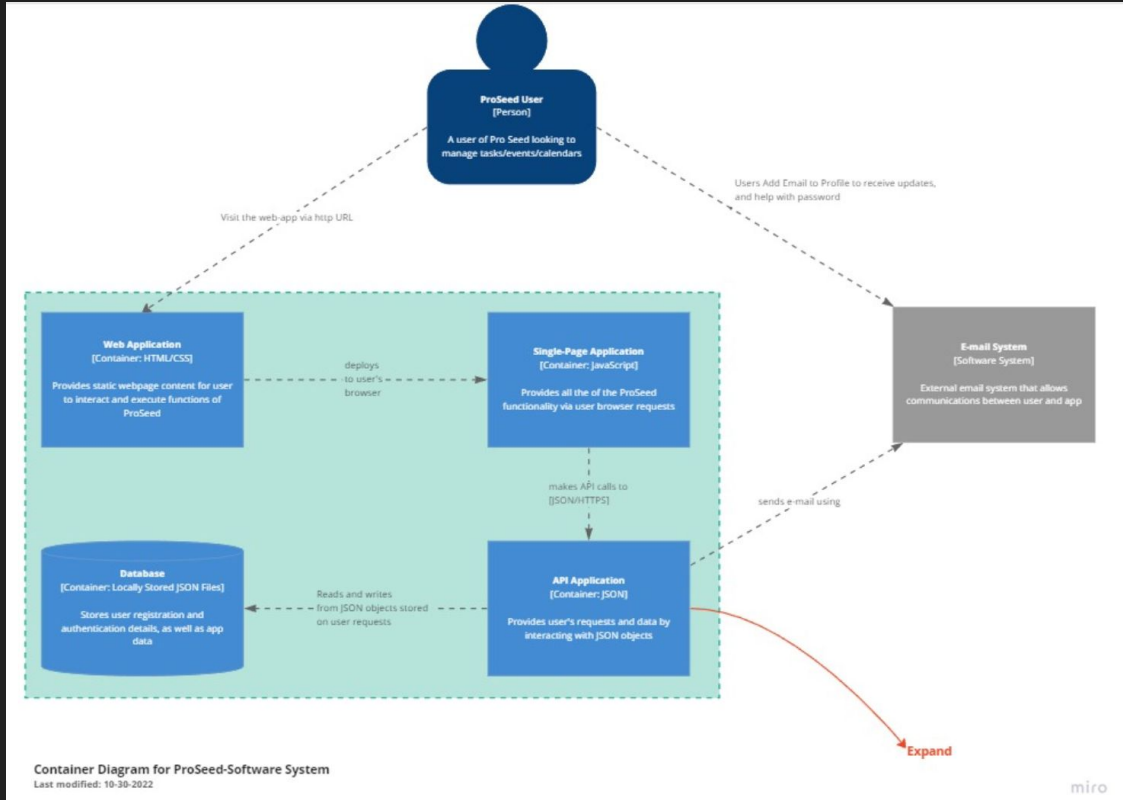 ProSeed User
[Person]
A user of Pro Seed looking to
manage tasks/events/calendars
Users Add Email to Profile to receive updates,
and help with password
Visit the web-app via http URL
Web Application
[Container: HTML/CSS]
Provides static webpage content for user
to interact and execute functions of
ProSeed
deploys
to user's
browser
Single-Page Application
[Container: JavaScript]
Provides all the of the ProSeed
functionality via user browser requests
E-mail System
[Software System]
External email system that allows
communications between user and app
makes API calls to
[JSON/HTTPS]
sends e-mail using
Database
[Container: Locally Stored JSON Files]
Stores user registration and
authentication details, as well as app
data
Reads and writes
from JSON objects stored
on user requests
API Application
[Container: JSON]
Provides user's requests and data by
interacting with JSON objects
Expand
Container Diagram for ProSeed-Software System
Last modified: 10-30-2022
miro